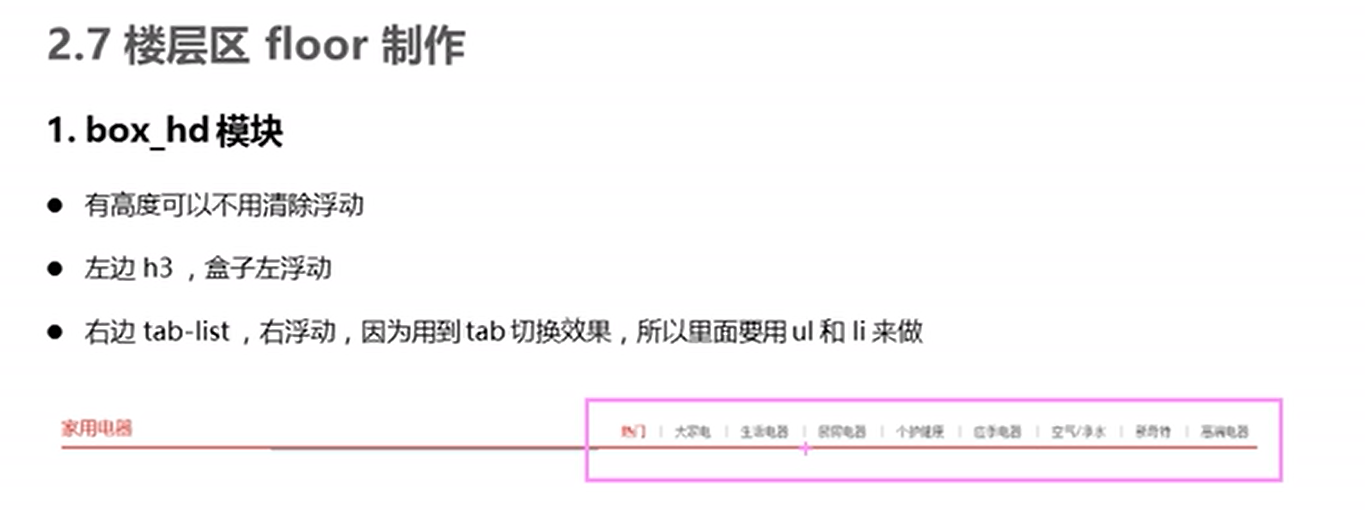 2.7 楼层区 floor 制作
1. box_hd 模块
● 有高度可以不用清除浮动
● 左边 h3 ，盒子左浮动
● 右边 tab-list ，右浮动，因为用到 tab 切换效果，所以里面要用 ul 和 li 来做
家用电器 热门 | 大家电 | 生活电器 | 厨房电器 | 个护健康 | 应季电器 | 空气/净水 | 高端电器